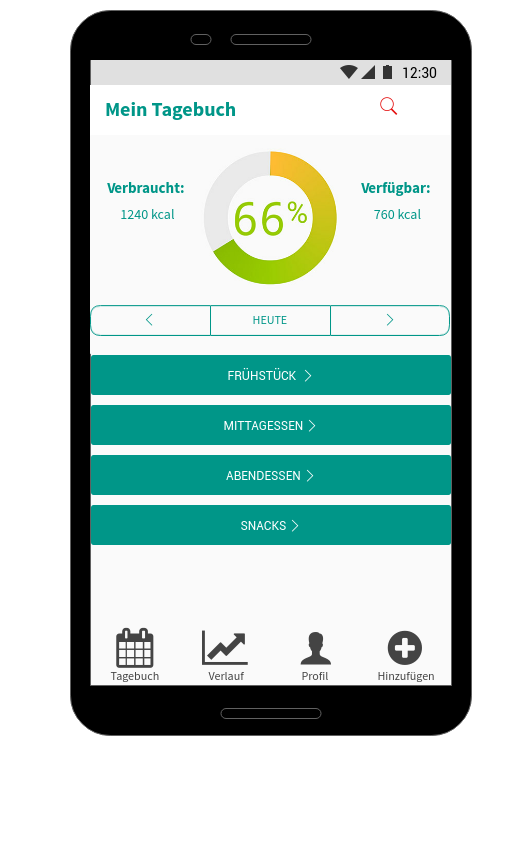 12:30
Mein Tagebuch
Verbraucht:
1240 kcal
66%
Verfügbar:
760 kcal
HEUTE
FRÜHSTÜCK
MITTAGESSEN
ABENDESSEN
SNACKS
Tagebuch
Verlauf
Profil
Hinzufügen